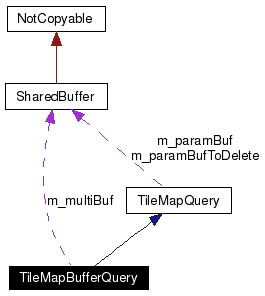 NotCopyable
SharedBuffer
m_paramBuf
m_paramBufToDelete
m_multiBuf
TileMapQuery
TileMapBufferQuery